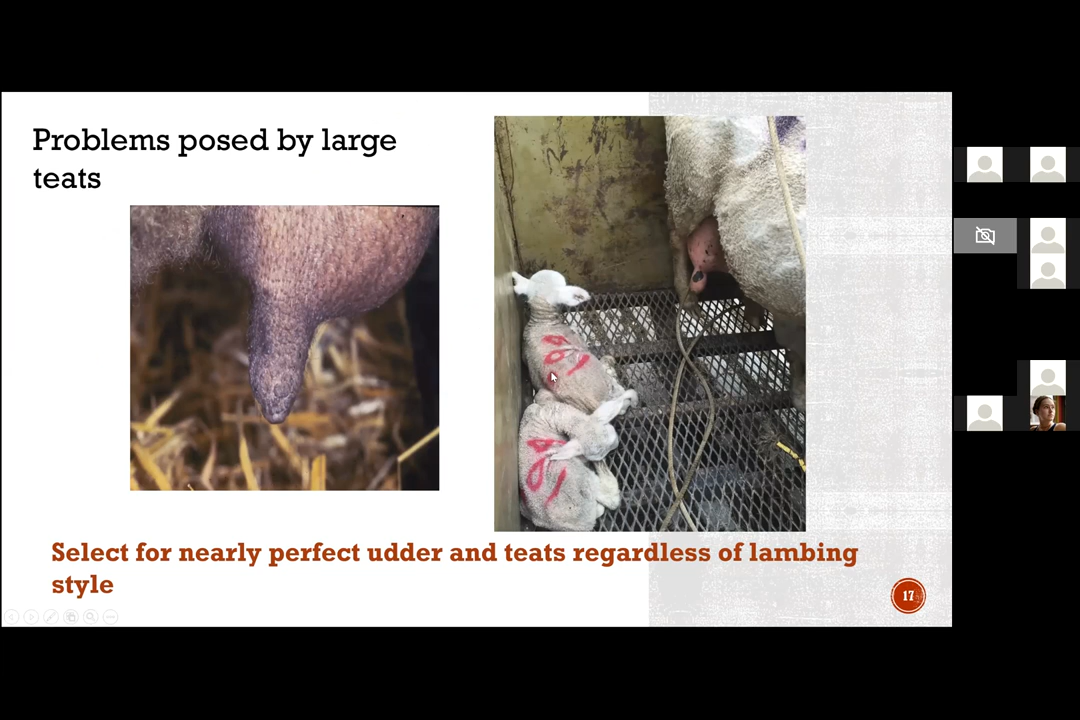 Problems posed by large
teats
Select for nearly perfect udder and teats regardless of lambing
style
17